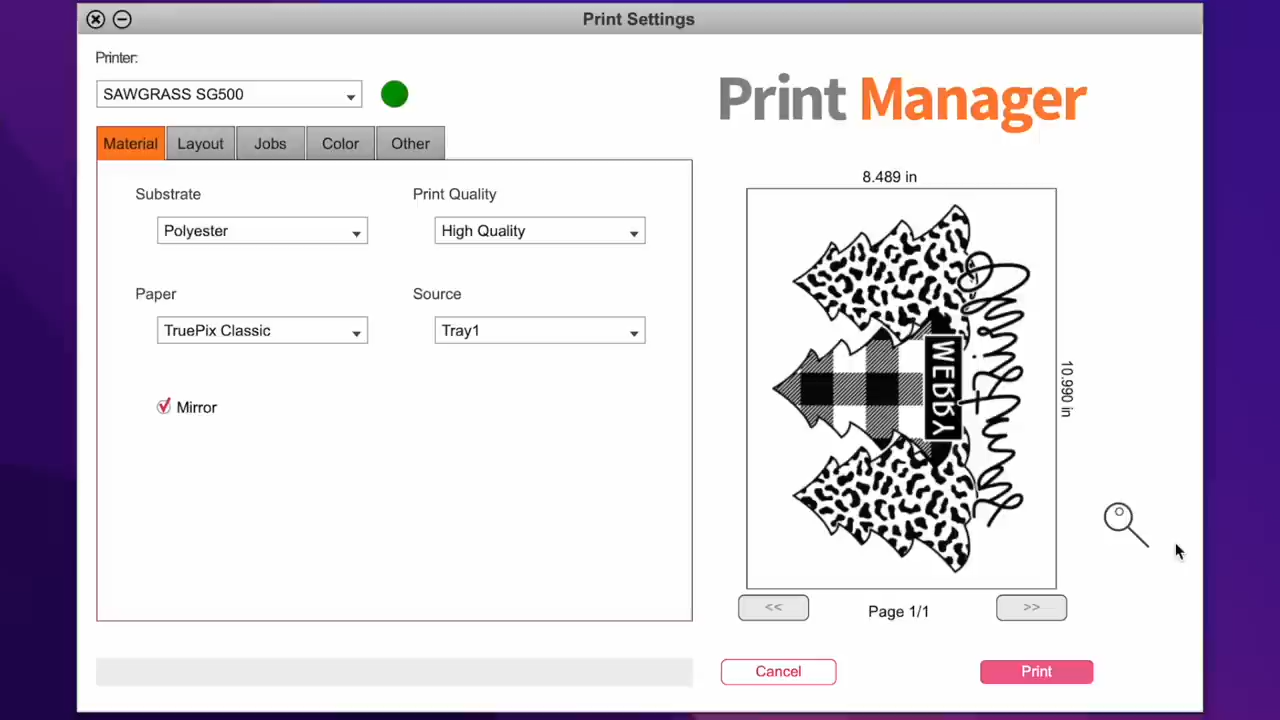 Print Settings
Printer:
SAWGRASS SG500
Print Manager
Material Layout Jobs Color Other
Substrate
Polyester
Print Quality
High Quality
Paper
TruePix Classic
Source
Tray1
Mirror
8.489 in
10.990 in
MERRY
<< Page 1/1 >>
Cancel
Print